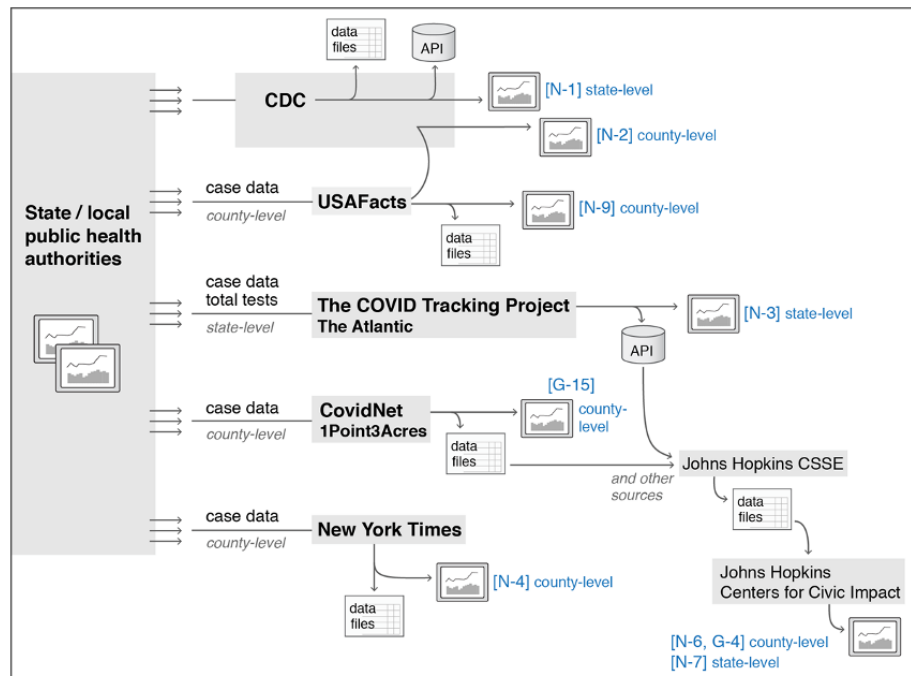 data
files
API
CDC
[N-1] state-level
[N-2] county-level
State / local
public health
authorities
case data
county-level
USAFacts
[N-9] county-level
data
files
case data
total tests
state-level
The COVID Tracking Project
The Atlantic
[N-3] state-level
API
case data
county-level
CovidNet
1Point3Acres
[G-15]
county-
level
data
files
and other
sources
Johns Hopkins CSSE
data
files
case data
county-level
New York Times
[N-4] county-level
data
files
Johns Hopkins
Centers for Civic Impact
[N-6, G-4] county-level
[N-7] state-level